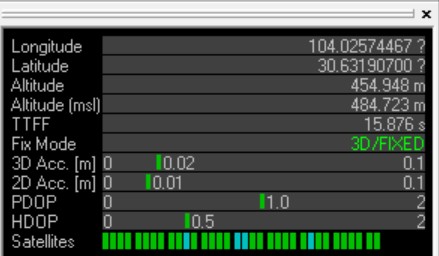 Longitude 104.02574467 ?
Latitude 30.63190700 ?
Altitude 454.948 m
Altitude (msl) 484.723 m
TTFF 15.876 s
Fix Mode 3D/FIXED
3D Acc. [m] 0 0.02 0.1
2D Acc. [m] 0 0.01 0.1
PDOP 0 1.0 2
HDOP 0 0.5 2
Satellites